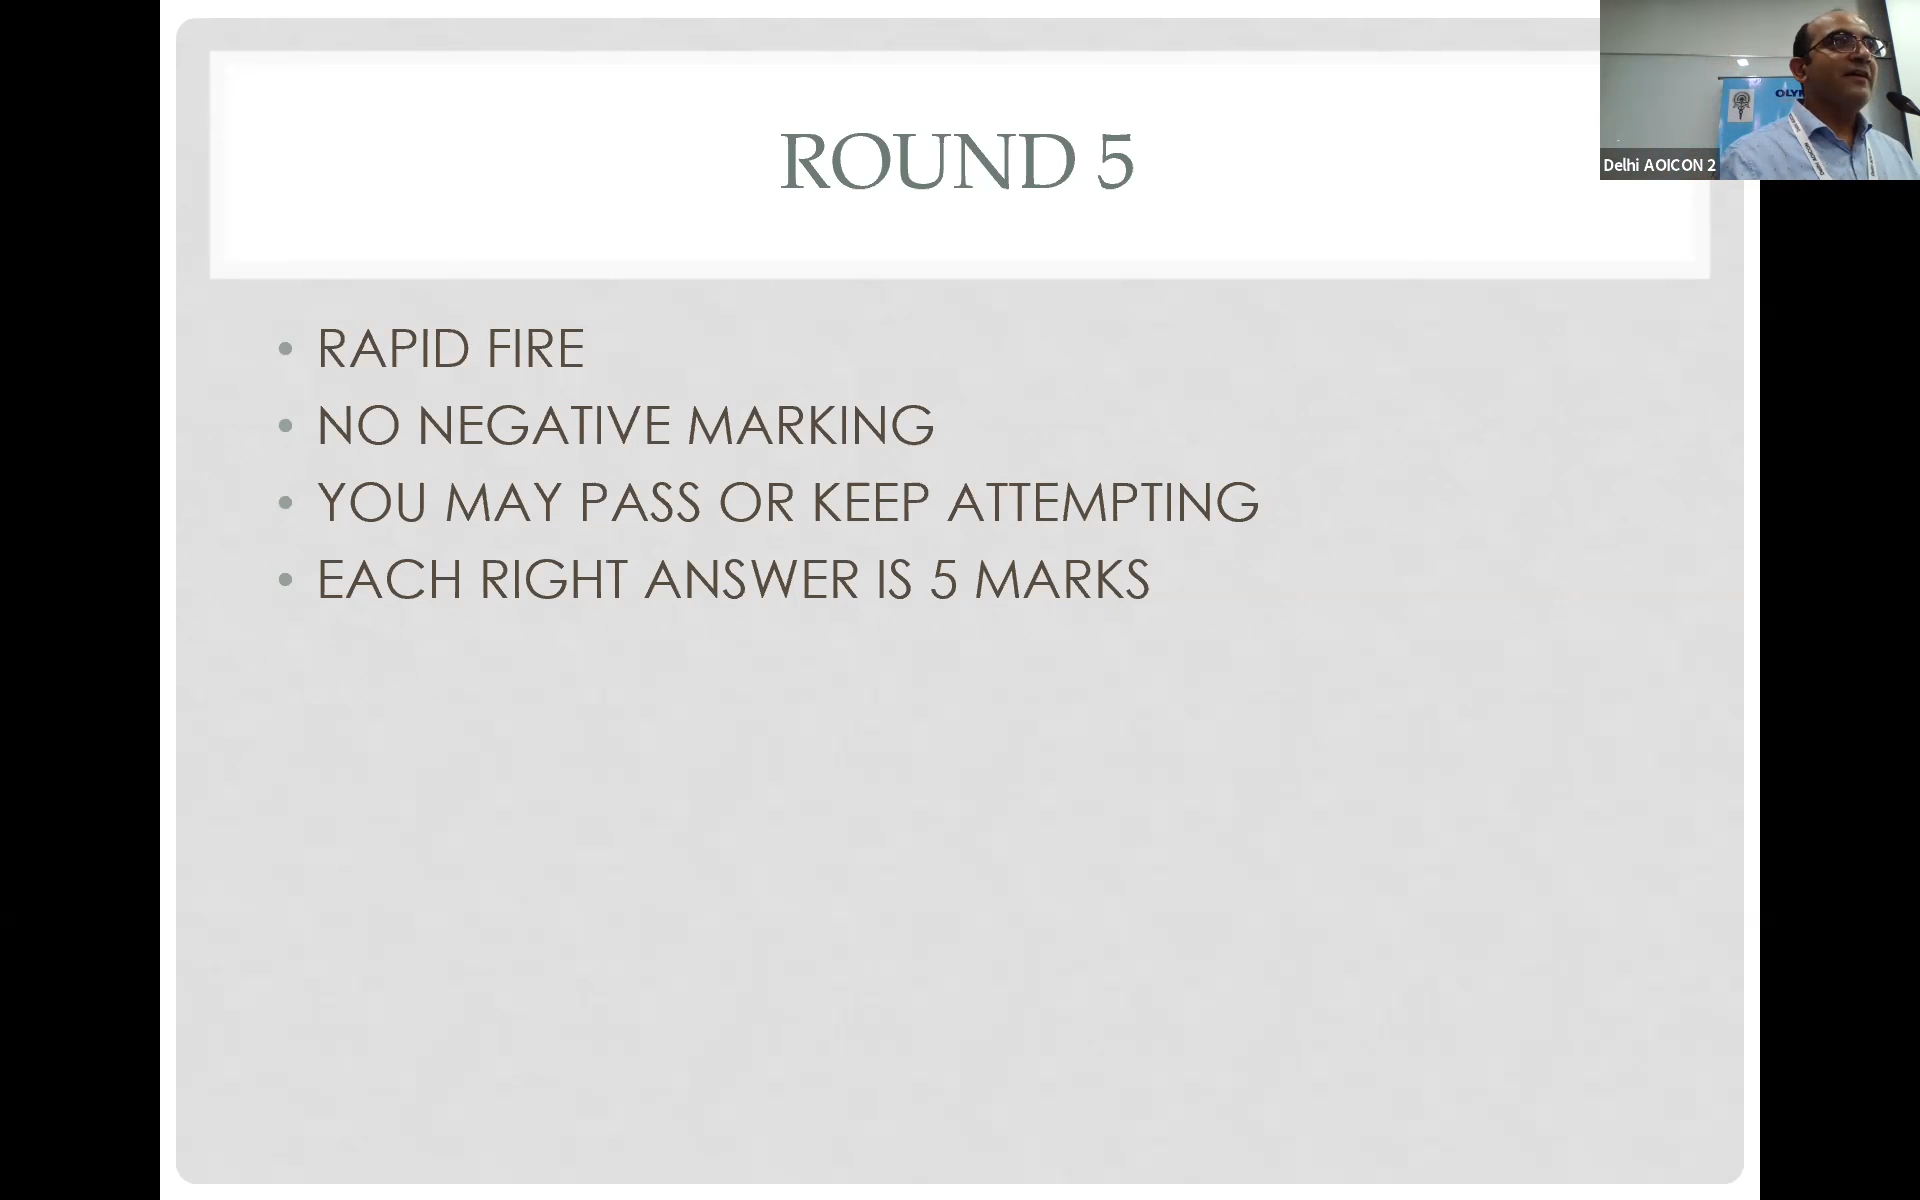 ROUND 5
• RAPID FIRE
• NO NEGATIVE MARKING
• YOU MAY PASS OR KEEP ATTEMPTING
• EACH RIGHT ANSWER IS 5 MARKS
OLYM
Delhi AOICON 2